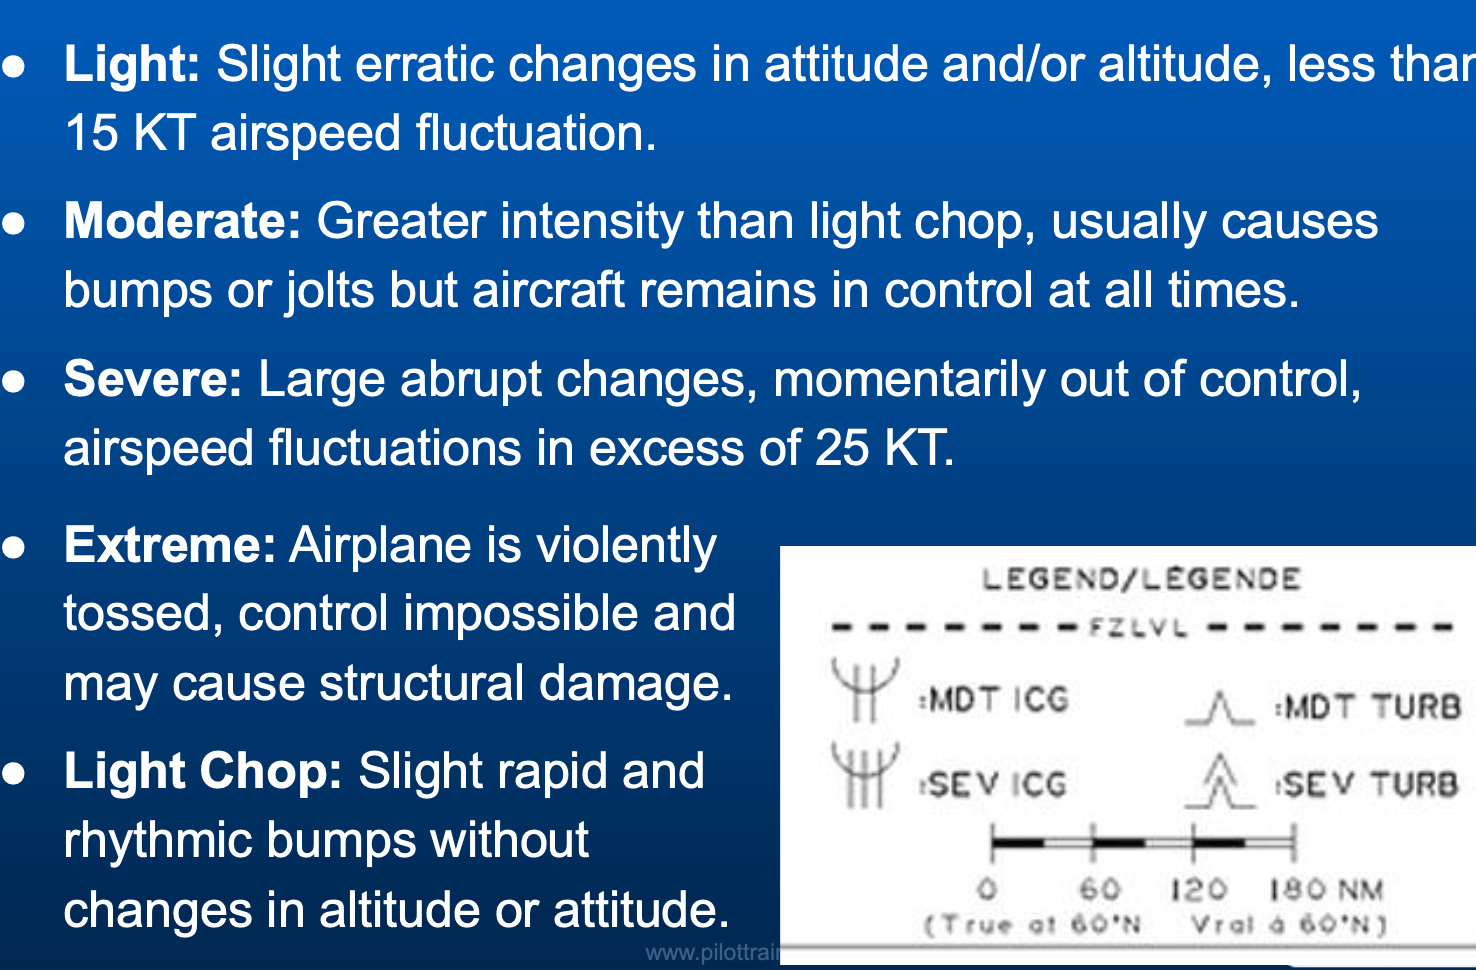 ● Light: Slight erratic changes in attitude and/or altitude, less than
15 KT airspeed fluctuation.
● Moderate: Greater intensity than light chop, usually causes
bumps or jolts but aircraft remains in control at all times.
● Severe: Large abrupt changes, momentarily out of control,
airspeed fluctuations in excess of 25 KT.
● Extreme: Airplane is violently
tossed, control impossible and
may cause structural damage.
● Light Chop: Slight rapid and
rhythmic bumps without
changes in altitude or attitude.
LEGEND/LÉGENDE
FZLVL
:MDT ICG :MDT TURB
:SEV ICG :SEV TURB
0 60 120 180 NM
(True at 60°N Vrai à 60°N)
www.pilottrai